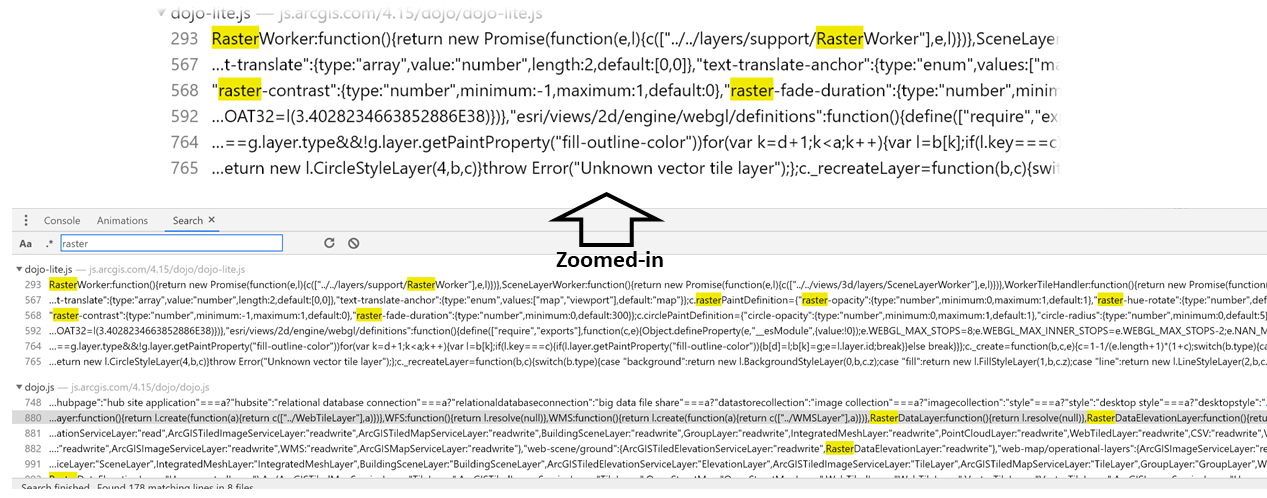 dojo-lite.js — js.arcgis.com/4.15/dojo/dojo-lite.js
293 RasterWorker:function(){return new Promise(function(e,l){c(["../../layers/support/RasterWorker"],e,l)})},SceneLayer
567 ...t-translate":{type:"array",value:"number",length:2,default:[0,0]},"text-translate-anchor":{type:"enum",values:["ma
568 "raster-contrast":{type:"number",minimum:-1,maximum:1,default:0},"raster-fade-duration":{type:"number",minim
592 ...OAT32=l(3.4028234663852886E38)})},"esri/views/2d/engine/webgl/definitions":function(){define(["require","ex
764 ...==g.layer.type&&!g.layer.getPaintProperty("fill-outline-color"))for(var k=d+1;k<a;k++){var l=b[k];if(l.key===c
765 ...eturn new l.CircleStyleLayer(4,b,c)}throw Error("Unknown vector tile layer");};c._recreateLayer=function(b,c){swit
Zoomed-in
Console Animations Search ×
Aa .* raster
dojo-lite.js — js.arcgis.com/4.15/dojo/dojo-lite.js
293 RasterWorker:function(){return new Promise(function(e,l){c(["../../layers/support/RasterWorker"],e,l)})},SceneLayerWorker:function(){return new Promise(function(e,l){c(["../../views/3d/layers/SceneLayerWorker"],e,l)})},WorkerTileHandler:function(){return new Promise(function
567 ...t-translate":{type:"array",value:"number",length:2,default:[0,0]},"text-translate-anchor":{type:"enum",values:["map","viewport"],default:"map"}};c.rasterPaintDefinition={"raster-opacity":{type:"number",minimum:0,maximum:1,default:1},"raster-hue-rotate":{type:"number",def
568 "raster-contrast":{type:"number",minimum:-1,maximum:1,default:0},"raster-fade-duration":{type:"number",minimum:0,default:300}};c.circlePaintDefinition={"circle-opacity":{type:"number",minimum:0,maximum:1,default:1},"circle-radius":{type:"number",minimum:0,default:5
592 ...OAT32=l(3.4028234663852886E38)})},"esri/views/2d/engine/webgl/definitions":function(){define(["require","exports"],function(c,e){Object.defineProperty(e,"__esModule",{value:!0});e.WEBGL_MAX_STOPS=8;e.WEBGL_MAX_INNER_STOPS=e.WEBGL_MAX_STOPS-2;e.NAN_M
764 ...==g.layer.type&&!g.layer.getPaintProperty("fill-outline-color"))for(var k=d+1;k<a;k++){var l=b[k];if(l.key===c){if(l.layer.getPaintProperty("fill-outline-color")){b[d]=l;b[k]=g;e=l.layer.id;break}}else break}};c._create=function(b,c,e){c=1-1/(e.length+1)*(1+c);switch(b.type){ca
765 ...eturn new l.CircleStyleLayer(4,b,c)}throw Error("Unknown vector tile layer");};c._recreateLayer=function(b,c){switch(b.type){case "background":return new l.BackgroundStyleLayer(0,b,c.z);case "fill":return new l.FillStyleLayer(1,b,c.z);case "line":return new l.LineStyleLayer(2,b,c
dojo.js — js.arcgis.com/4.15/dojo/dojo.js
748 ...hubpage":"hub site application"===a?"hubsite":"relational database connection"===a?"relationaldatabaseconnection":"big data file share"===a?"datastorecollection":"image collection"===a?"imagecollection":"style"===a?"style":"desktop style"===a?"desktopstyle":"
880 ...ayer:function(){return l.create(function(a){return c(["../WebTileLayer"],a)})},WFS:function(){return l.resolve(null)},WMS:function(){return l.create(function(a){return c(["../WMSLayer"],a)})},RasterDataLayer:function(){return l.resolve(null)},RasterDataElevationLayer:function(
881 ...ationServiceLayer:"read",ArcGISTiledImageServiceLayer:"readwrite",ArcGISTiledMapServiceLayer:"readwrite",BuildingSceneLayer:"readwrite",GroupLayer:"readwrite",IntegratedMeshLayer:"readwrite",PointCloudLayer:"readwrite",WebTiledLayer:"readwrite",CSV:"readwrite",V
882 ...:"readwrite",ArcGISImageServiceLayer:"readwrite",WMS:"readwrite",ArcGISMapServiceLayer:"readwrite"},"web-scene/ground":{ArcGISTiledElevationServiceLayer:"readwrite",RasterDataElevationLayer:"readwrite"},"web-map/operational-layers":{ArcGISImageServiceLayer:"re
991 ...iceLayer:"SceneLayer",IntegratedMeshLayer:"IntegratedMeshLayer",BuildingSceneLayer:"BuildingSceneLayer",ArcGISTiledElevationServiceLayer:"ElevationLayer",ArcGISTiledImageServiceLayer:"TileLayer",ArcGISTiledMapServiceLayer:"TileLayer",GroupLayer:"GroupLayer",W
Search finished. Found 178 matching lines in 8 files.